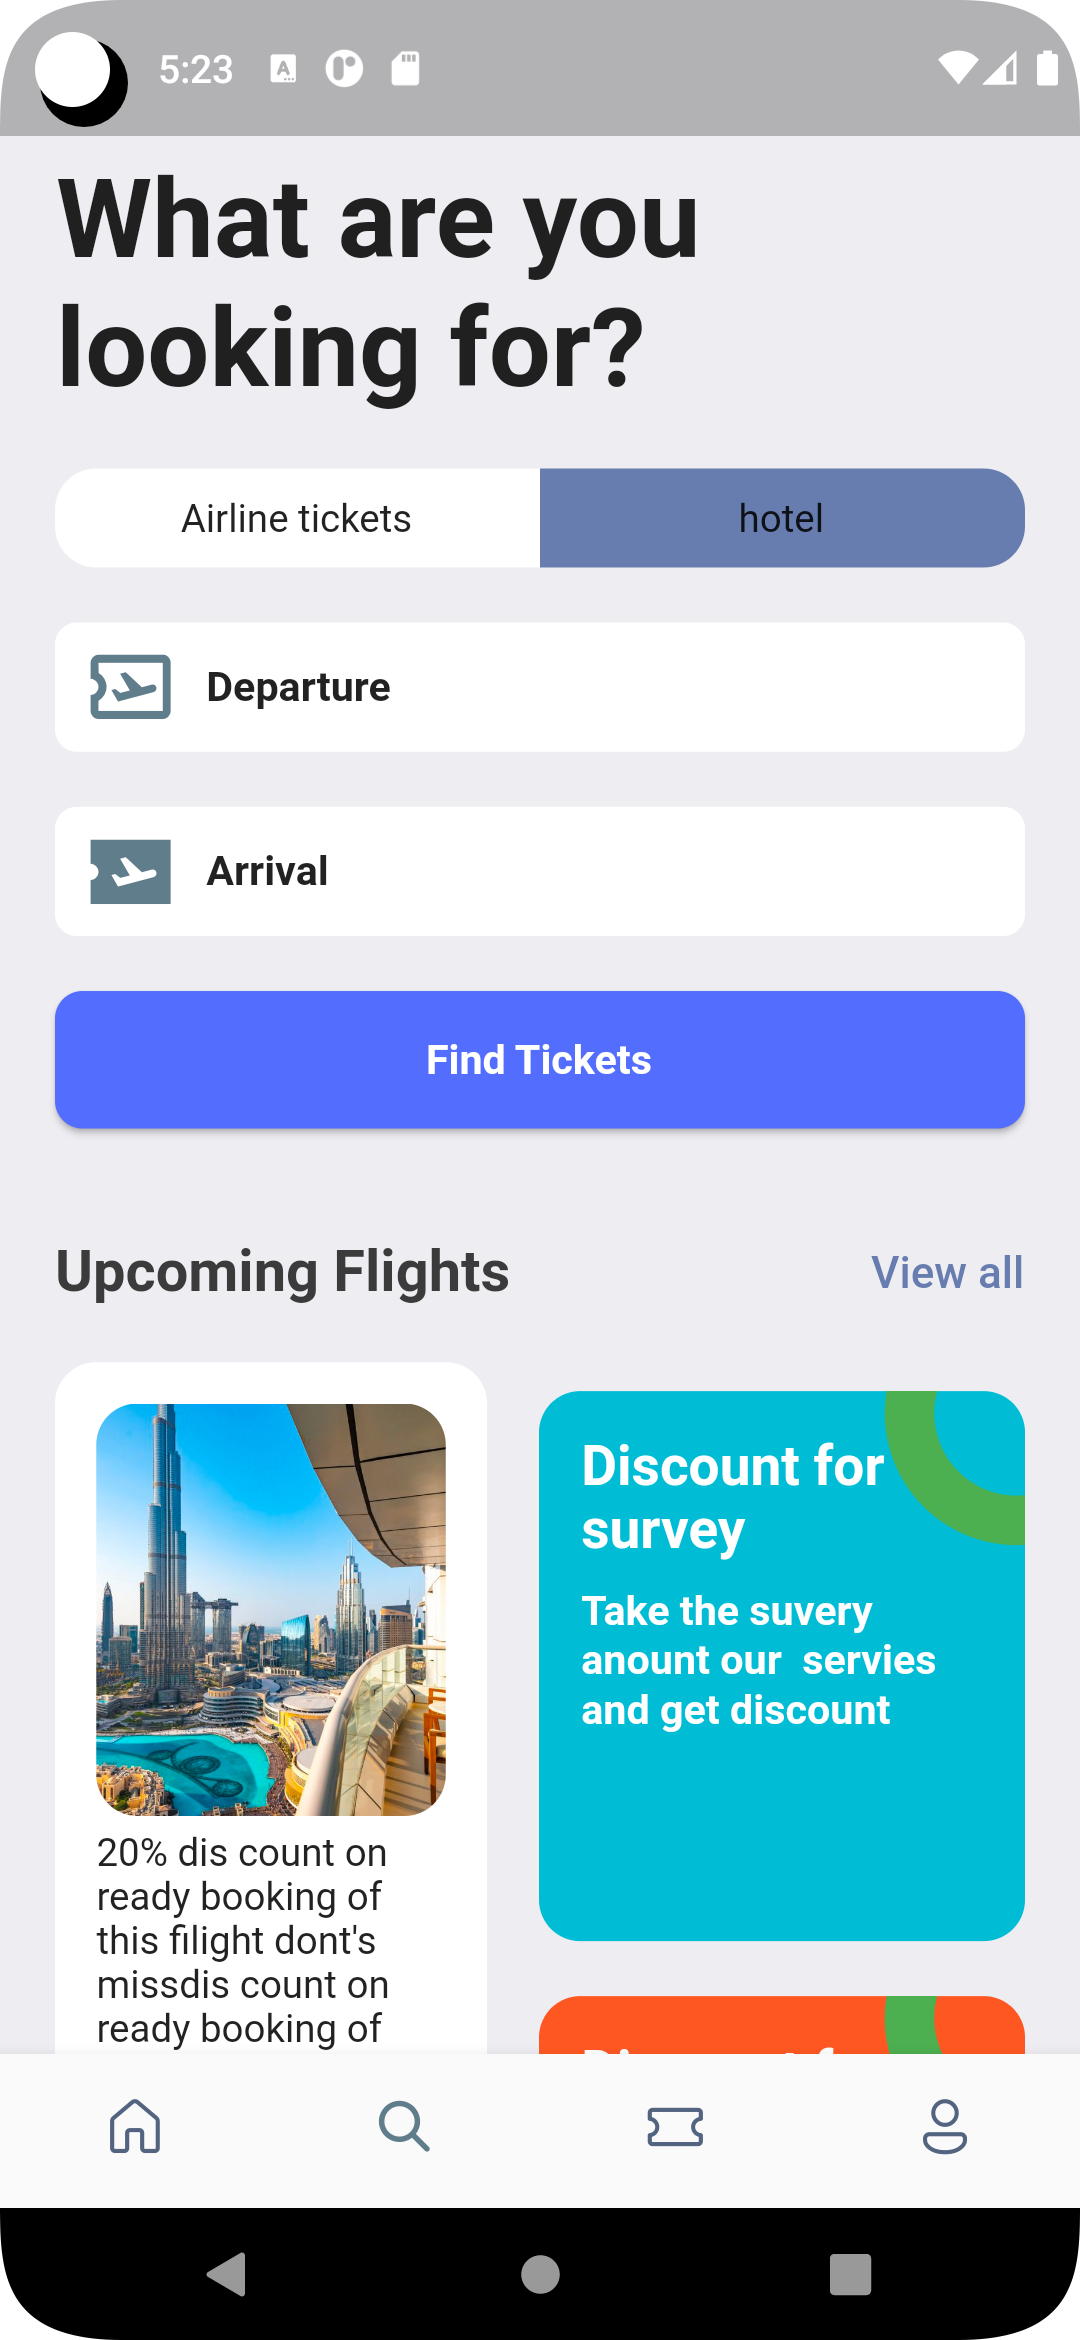 5:23
What are you
looking for?
Airline tickets
hotel
Departure
Arrival
Find Tickets
Upcoming Flights
View all
20% dis count on
ready booking of
this filight dont's
missdis count on
ready booking of
Discount for
survey
Take the suvery
anount our  servies
and get discount